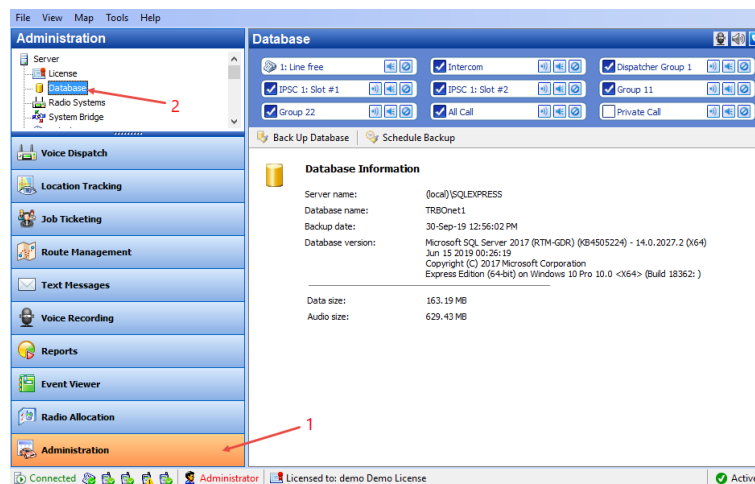 File View Map Tools Help
Administration
Server
License
Database
Radio Systems
System Bridge
2
Voice Dispatch
Location Tracking
Job Ticketing
Route Management
Text Messages
Voice Recording
Reports
Event Viewer
Radio Allocation
Administration
1
Database
1: Line free Intercom Dispatcher Group 1
IPSC 1: Slot #1 IPSC 1: Slot #2 Group 11
Group 22 All Call Private Call
Back Up Database Schedule Backup
Database Information
Server name: (local)\SQLEXPRESS
Database name: TRBOnet1
Backup date: 30-Sep-19 12:56:02 PM
Database version: Microsoft SQL Server 2017 (RTM-GDR) (KB4505224) - 14.0.2027.2 (X64)
Jun 15 2019 00:26:19
Copyright (C) 2017 Microsoft Corporation
Express Edition (64-bit) on Windows 10 Pro 10.0 <X64> (Build 18362: )
Data size: 163.19 MB
Audio size: 629.43 MB
Connected Administrator Licensed to: demo Demo License Active